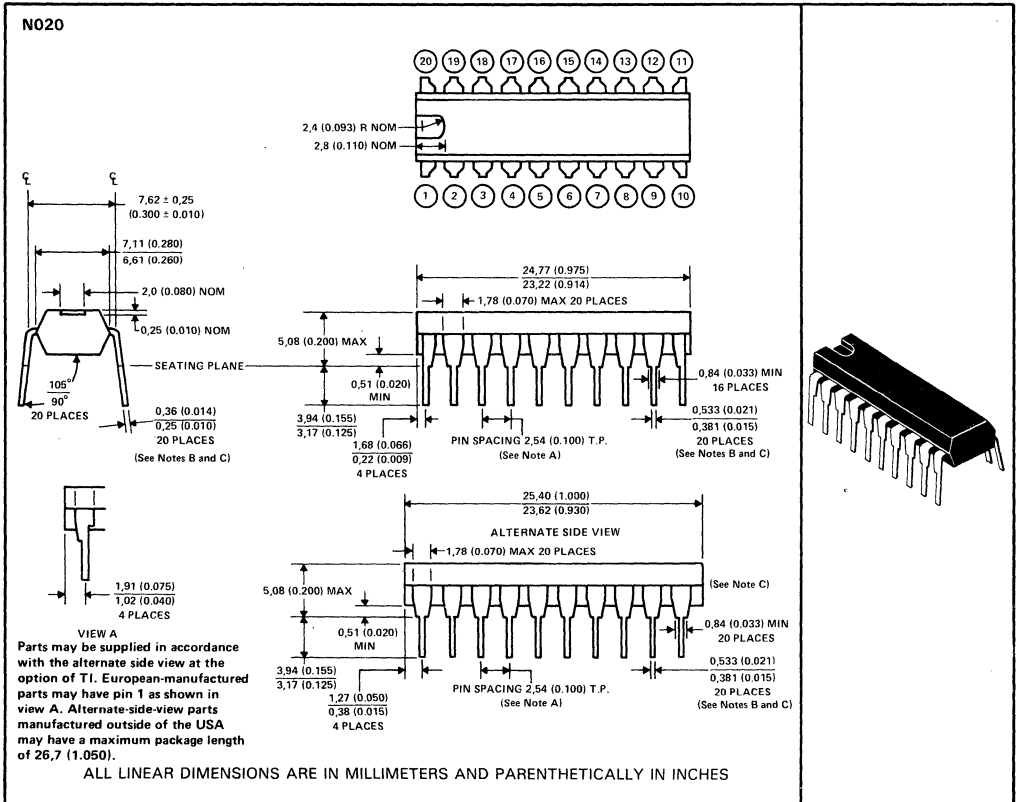 N020
20 19 18 17 16 15 14 13 12 11
2,4 (0.093) R NOM
2,8 (0.110) NOM
1 2 3 4 5 6 7 8 9 10
℄ ℄
7,62 ± 0,25
(0.300 ± 0.010)
7,11 (0.280)
6,61 (0.260)
2,0 (0.080) NOM
0,25 (0.010) NOM
SEATING PLANE
105°
90°
20 PLACES
0,36 (0.014)
0,25 (0.010)
20 PLACES
(See Notes B and C)
24,77 (0.975)
23,22 (0.914)
1,78 (0.070) MAX 20 PLACES
5,08 (0.200) MAX
0,51 (0.020)
MIN
0,84 (0.033) MIN
16 PLACES
3,94 (0.155)
3,17 (0.125)
1,68 (0.066)
0,22 (0.009)
4 PLACES
PIN SPACING 2,54 (0.100) T.P.
(See Note A)
0,533 (0.021)
0,381 (0.015)
20 PLACES
(See Notes B and C)
25,40 (1.000)
23,62 (0.930)
ALTERNATE SIDE VIEW
1,78 (0.070) MAX 20 PLACES
5,08 (0.200) MAX
(See Note C)
0,51 (0.020)
MIN
0,84 (0.033) MIN
20 PLACES
3,94 (0.155)
3,17 (0.125)
1,27 (0.050)
0,38 (0.015)
4 PLACES
PIN SPACING 2,54 (0.100) T.P.
(See Note A)
0,533 (0.021)
0,381 (0.015)
20 PLACES
(See Notes B and C)
1,91 (0.075)
1,02 (0.040)
4 PLACES
VIEW A
Parts may be supplied in accordance
with the alternate side view at the
option of TI. European-manufactured
parts may have pin 1 as shown in
view A. Alternate-side-view parts
manufactured outside of the USA
may have a maximum package length
of 26,7 (1.050).
ALL LINEAR DIMENSIONS ARE IN MILLIMETERS AND PARENTHETICALLY IN INCHES